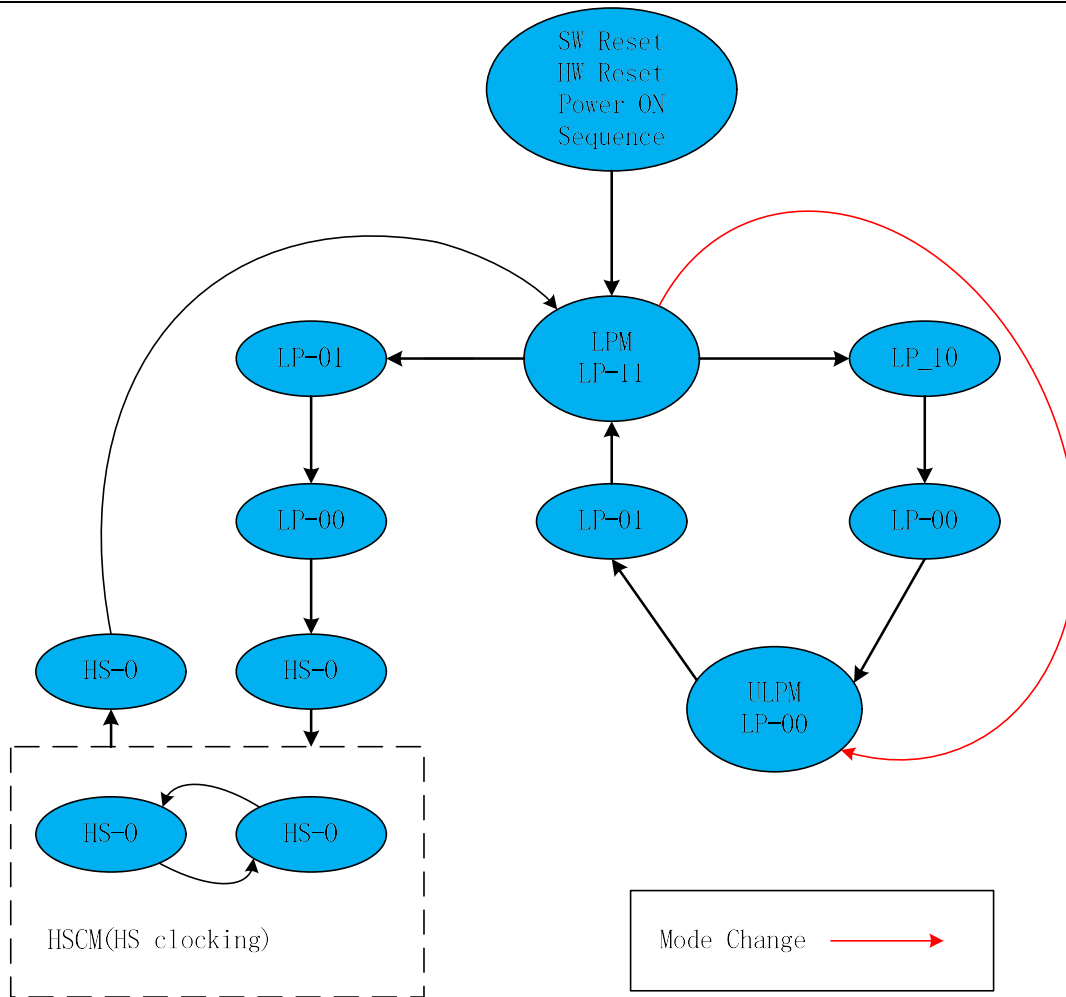 SW Reset
HW Reset
Power ON
Sequence
LPM
LP-11
LP-01
LP_10
LP-00
LP-01
LP-00
HS-0
HS-0
ULPM
LP-00
HS-0
HS-0
HSCM(HS clocking)
Mode Change